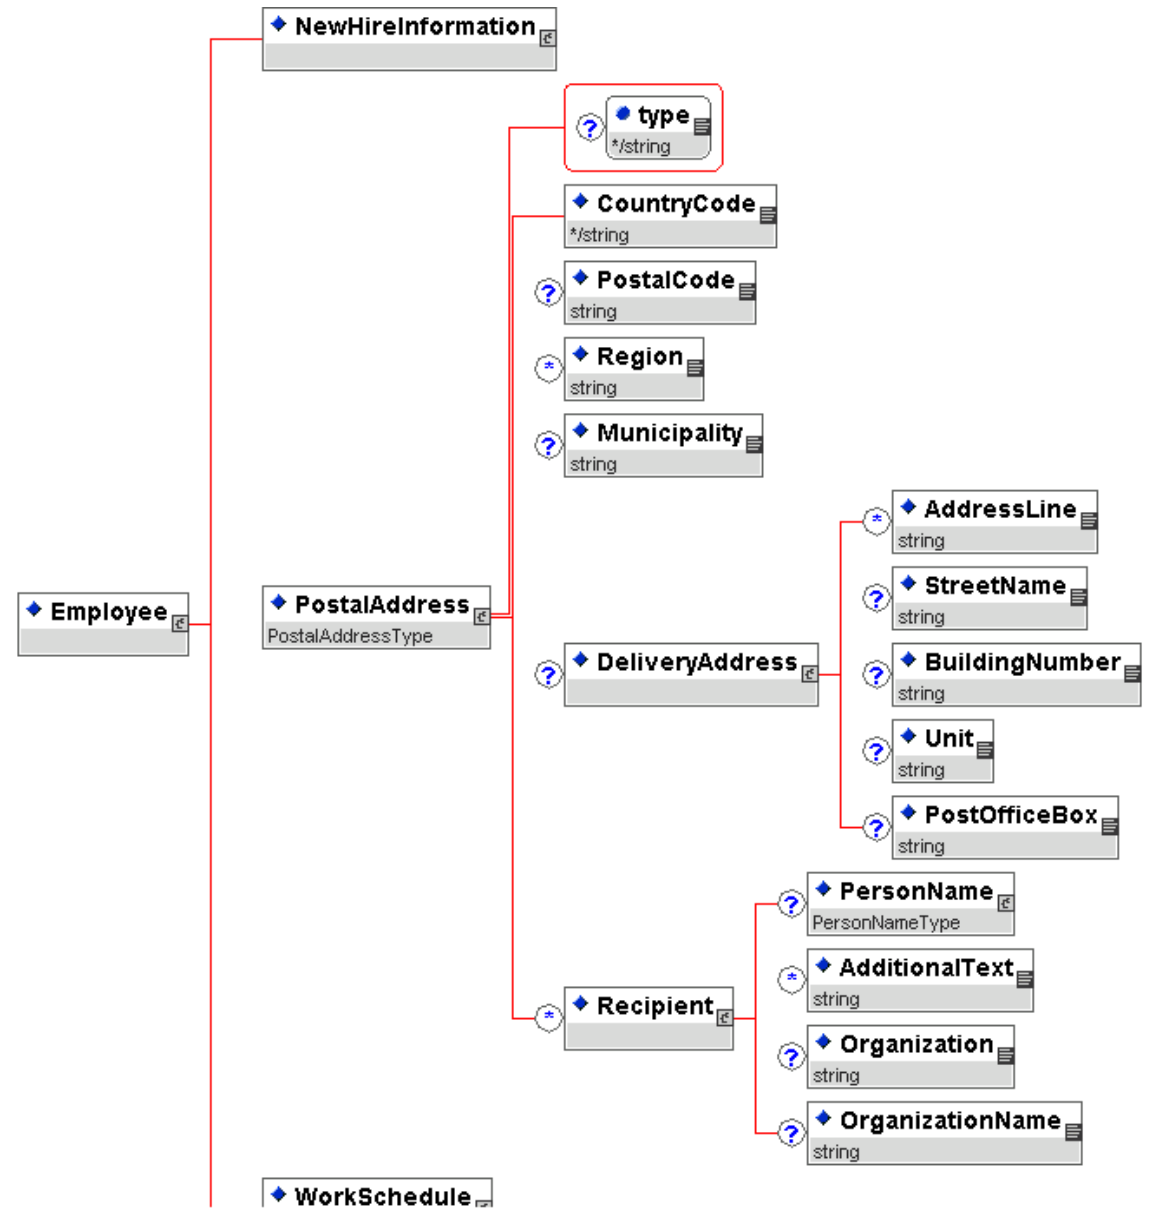 NewHireInformation
? type
*/string
CountryCode
*/string
? PostalCode
string
* Region
string
? Municipality
string
* AddressLine
string
? StreetName
string
Employee
PostalAddress
PostalAddressType
? DeliveryAddress
? BuildingNumber
string
? Unit
string
? PostOfficeBox
string
? PersonName
PersonNameType
* AdditionalText
string
* Recipient
? Organization
string
? OrganizationName
string
WorkSchedule